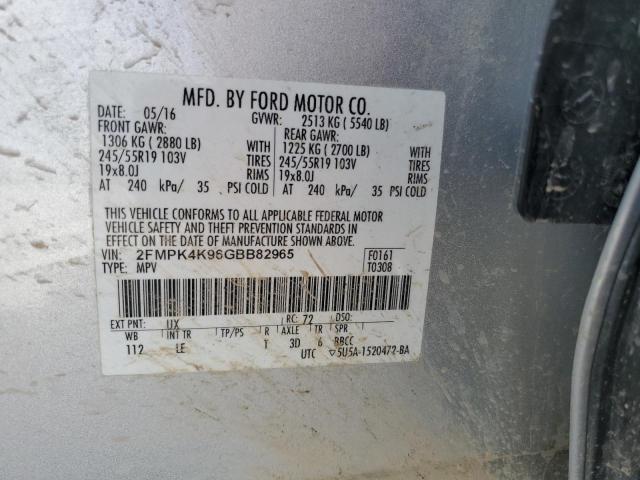 MFD. BY FORD MOTOR CO.
DATE: 05/16 GVWR: 2513 KG ( 5540 LB)
FRONT GAWR: REAR GAWR:
1306 KG ( 2880 LB) 1225 KG ( 2700 LB)
245/55R19 103V TIRES 245/55R19 103V TIRES
19x8.0J RIMS 19x8.0J RIMS
AT 240 kPa/ 35 PSI COLD AT 240 kPa/ 35 PSI COLD
THIS VEHICLE CONFORMS TO ALL APPLICABLE FEDERAL MOTOR
VEHICLE SAFETY AND THEFT PREVENTION STANDARDS IN
EFFECT ON THE DATE OF MANUFACTURE SHOWN ABOVE.
VIN: 2FMPK4K96GBB82965 F0161
TYPE: MPV T0308
EXT PNT: UX RC: 72 DSO:
WB INT TR TP/PS R AXLE TR SPR
112 LE T 3D 6 BBCC
UTC ▽5U5A-1520472-BA